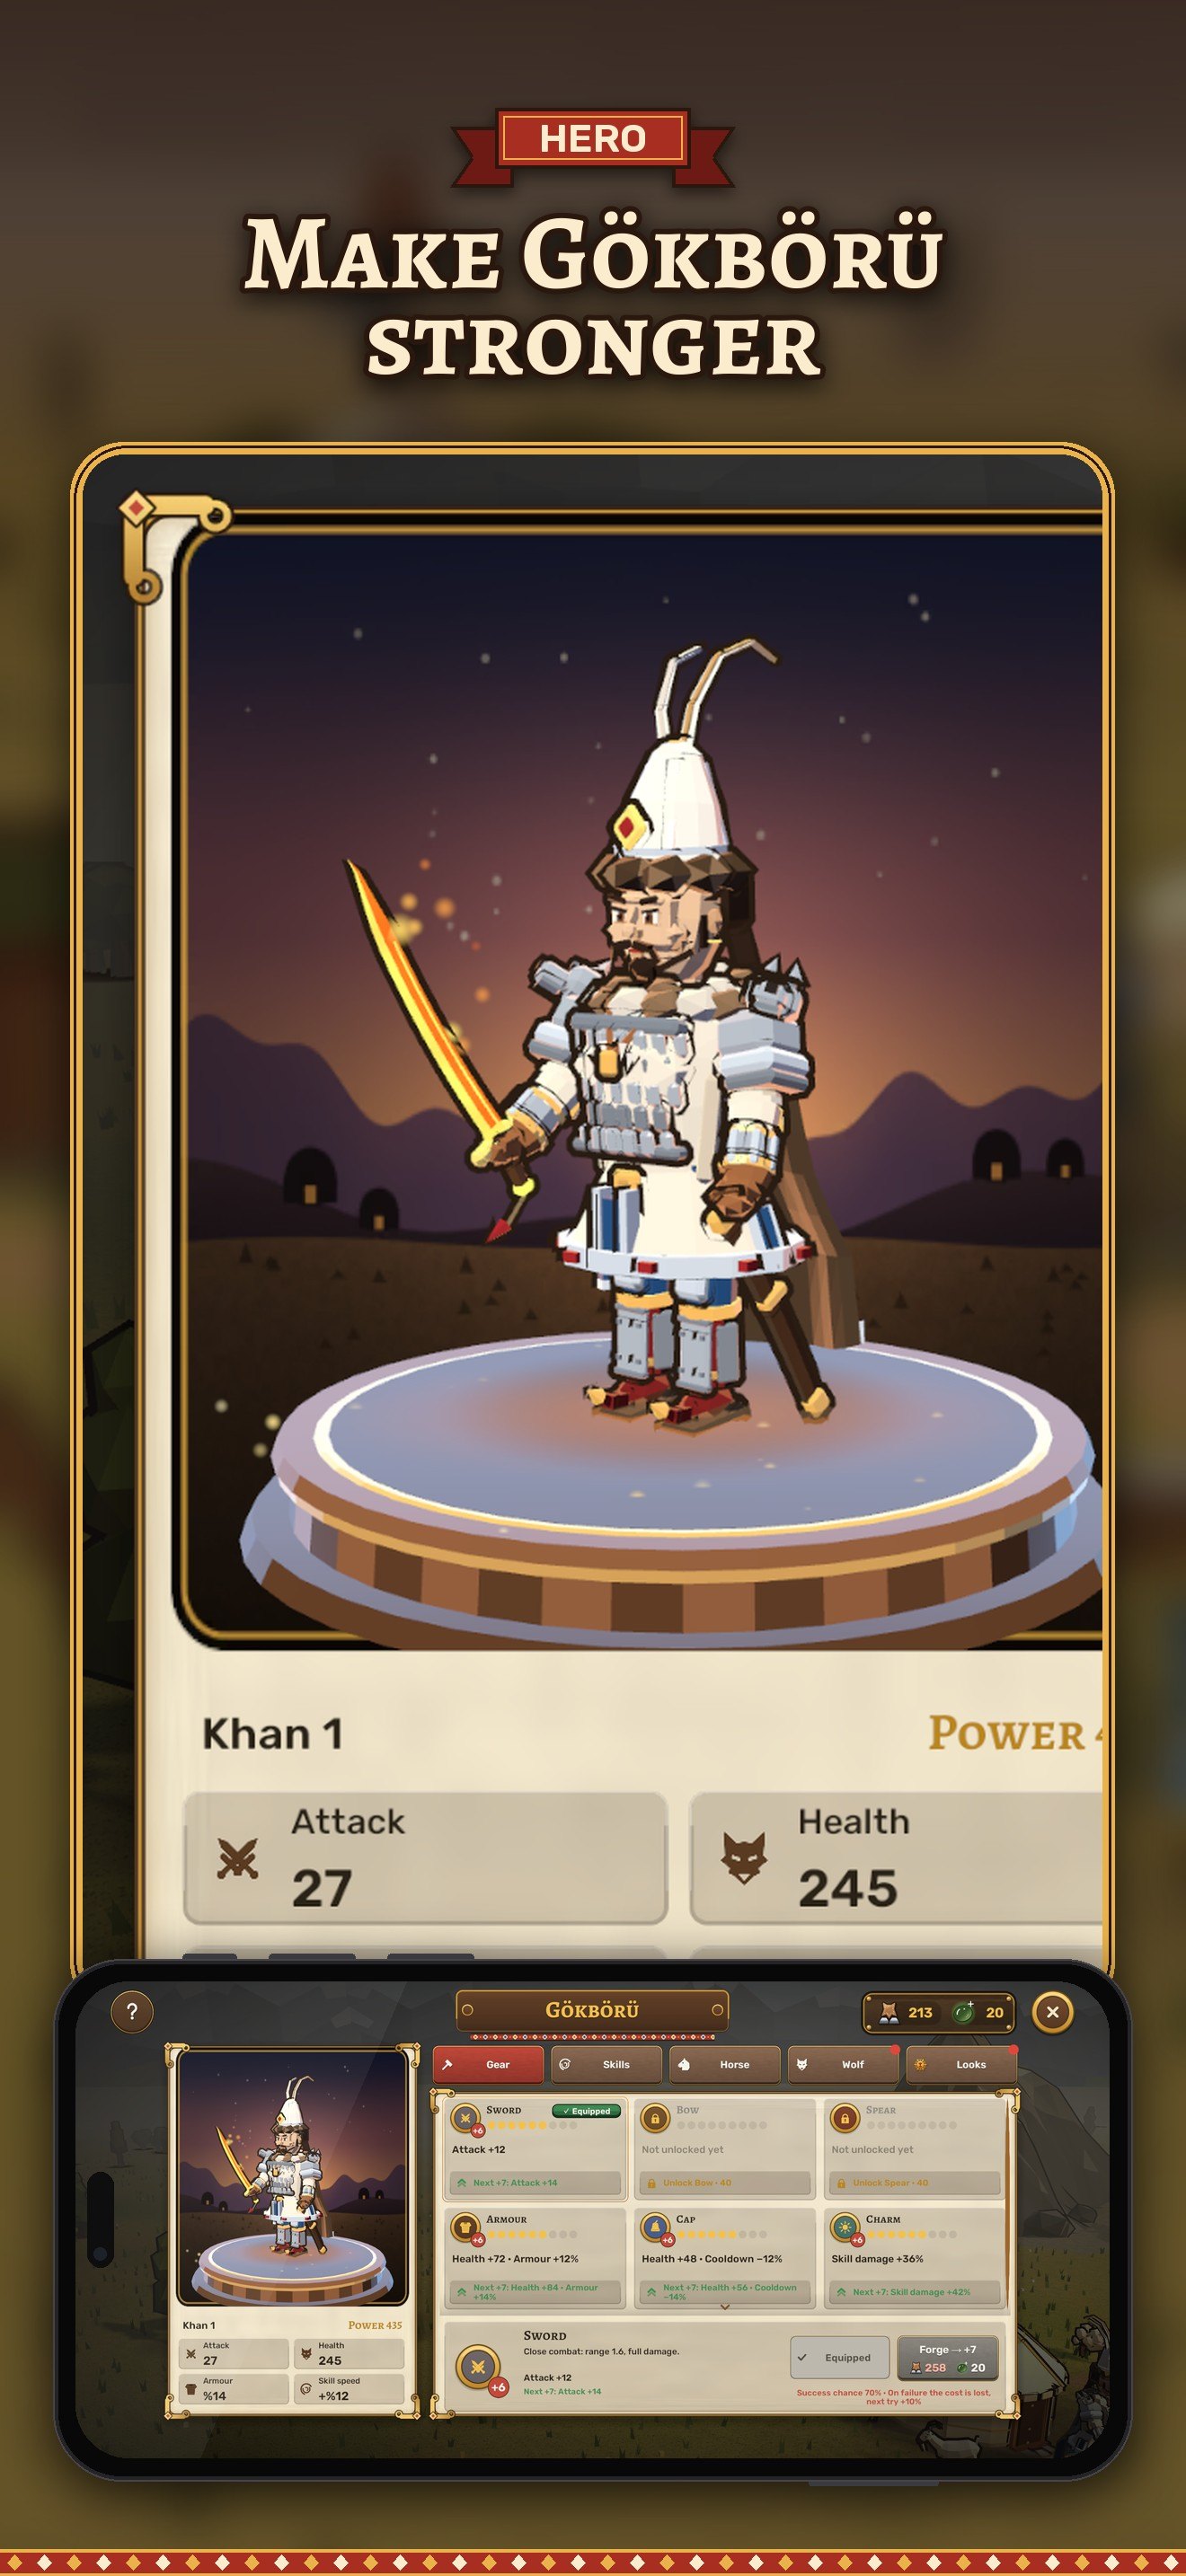 HERO
Make Gökbörü
stronger
Khan 1
Power 4
Attack
27
Health
245
?
Gökbörü
213
20
Gear
Skills
Horse
Wolf
Looks
Sword
✓ Equipped
+6
Attack +12
Next +7: Attack +14
Bow
Not unlocked yet
Unlock Bow · 40
Spear
Not unlocked yet
Unlock Spear · 40
Armour
+6
Health +72 · Armour +12%
Next +7: Health +84 · Armour
+14%
Cap
+6
Health +48 · Cooldown −12%
Next +7: Health +56 · Cooldown
−14%
Charm
+6
Skill damage +36%
Next +7: Skill damage +42%
Khan 1
Power 435
Attack
27
Health
245
Armour
%14
Skill speed
+%12
Sword
Close combat: range 1.6, full damage.
+6
Attack +12
Next +7: Attack +14
Equipped
Forge → +7
258
20
Success chance 70% · On failure the cost is lost,
next try +10%